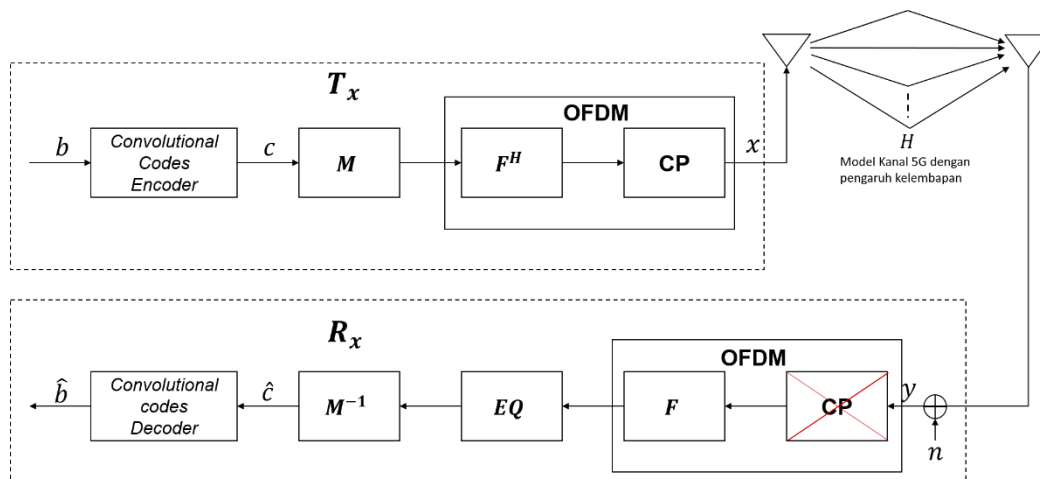 T_x
OFDM
b
Convolutional
Codes
Encoder
c
M
F^H
CP
x
H
Model Kanal 5G dengan
pengaruh kelembapan
R_x
OFDM
b̂
Convolutional
codes
Decoder
ĉ
M⁻¹
EQ
F
CP
y
n